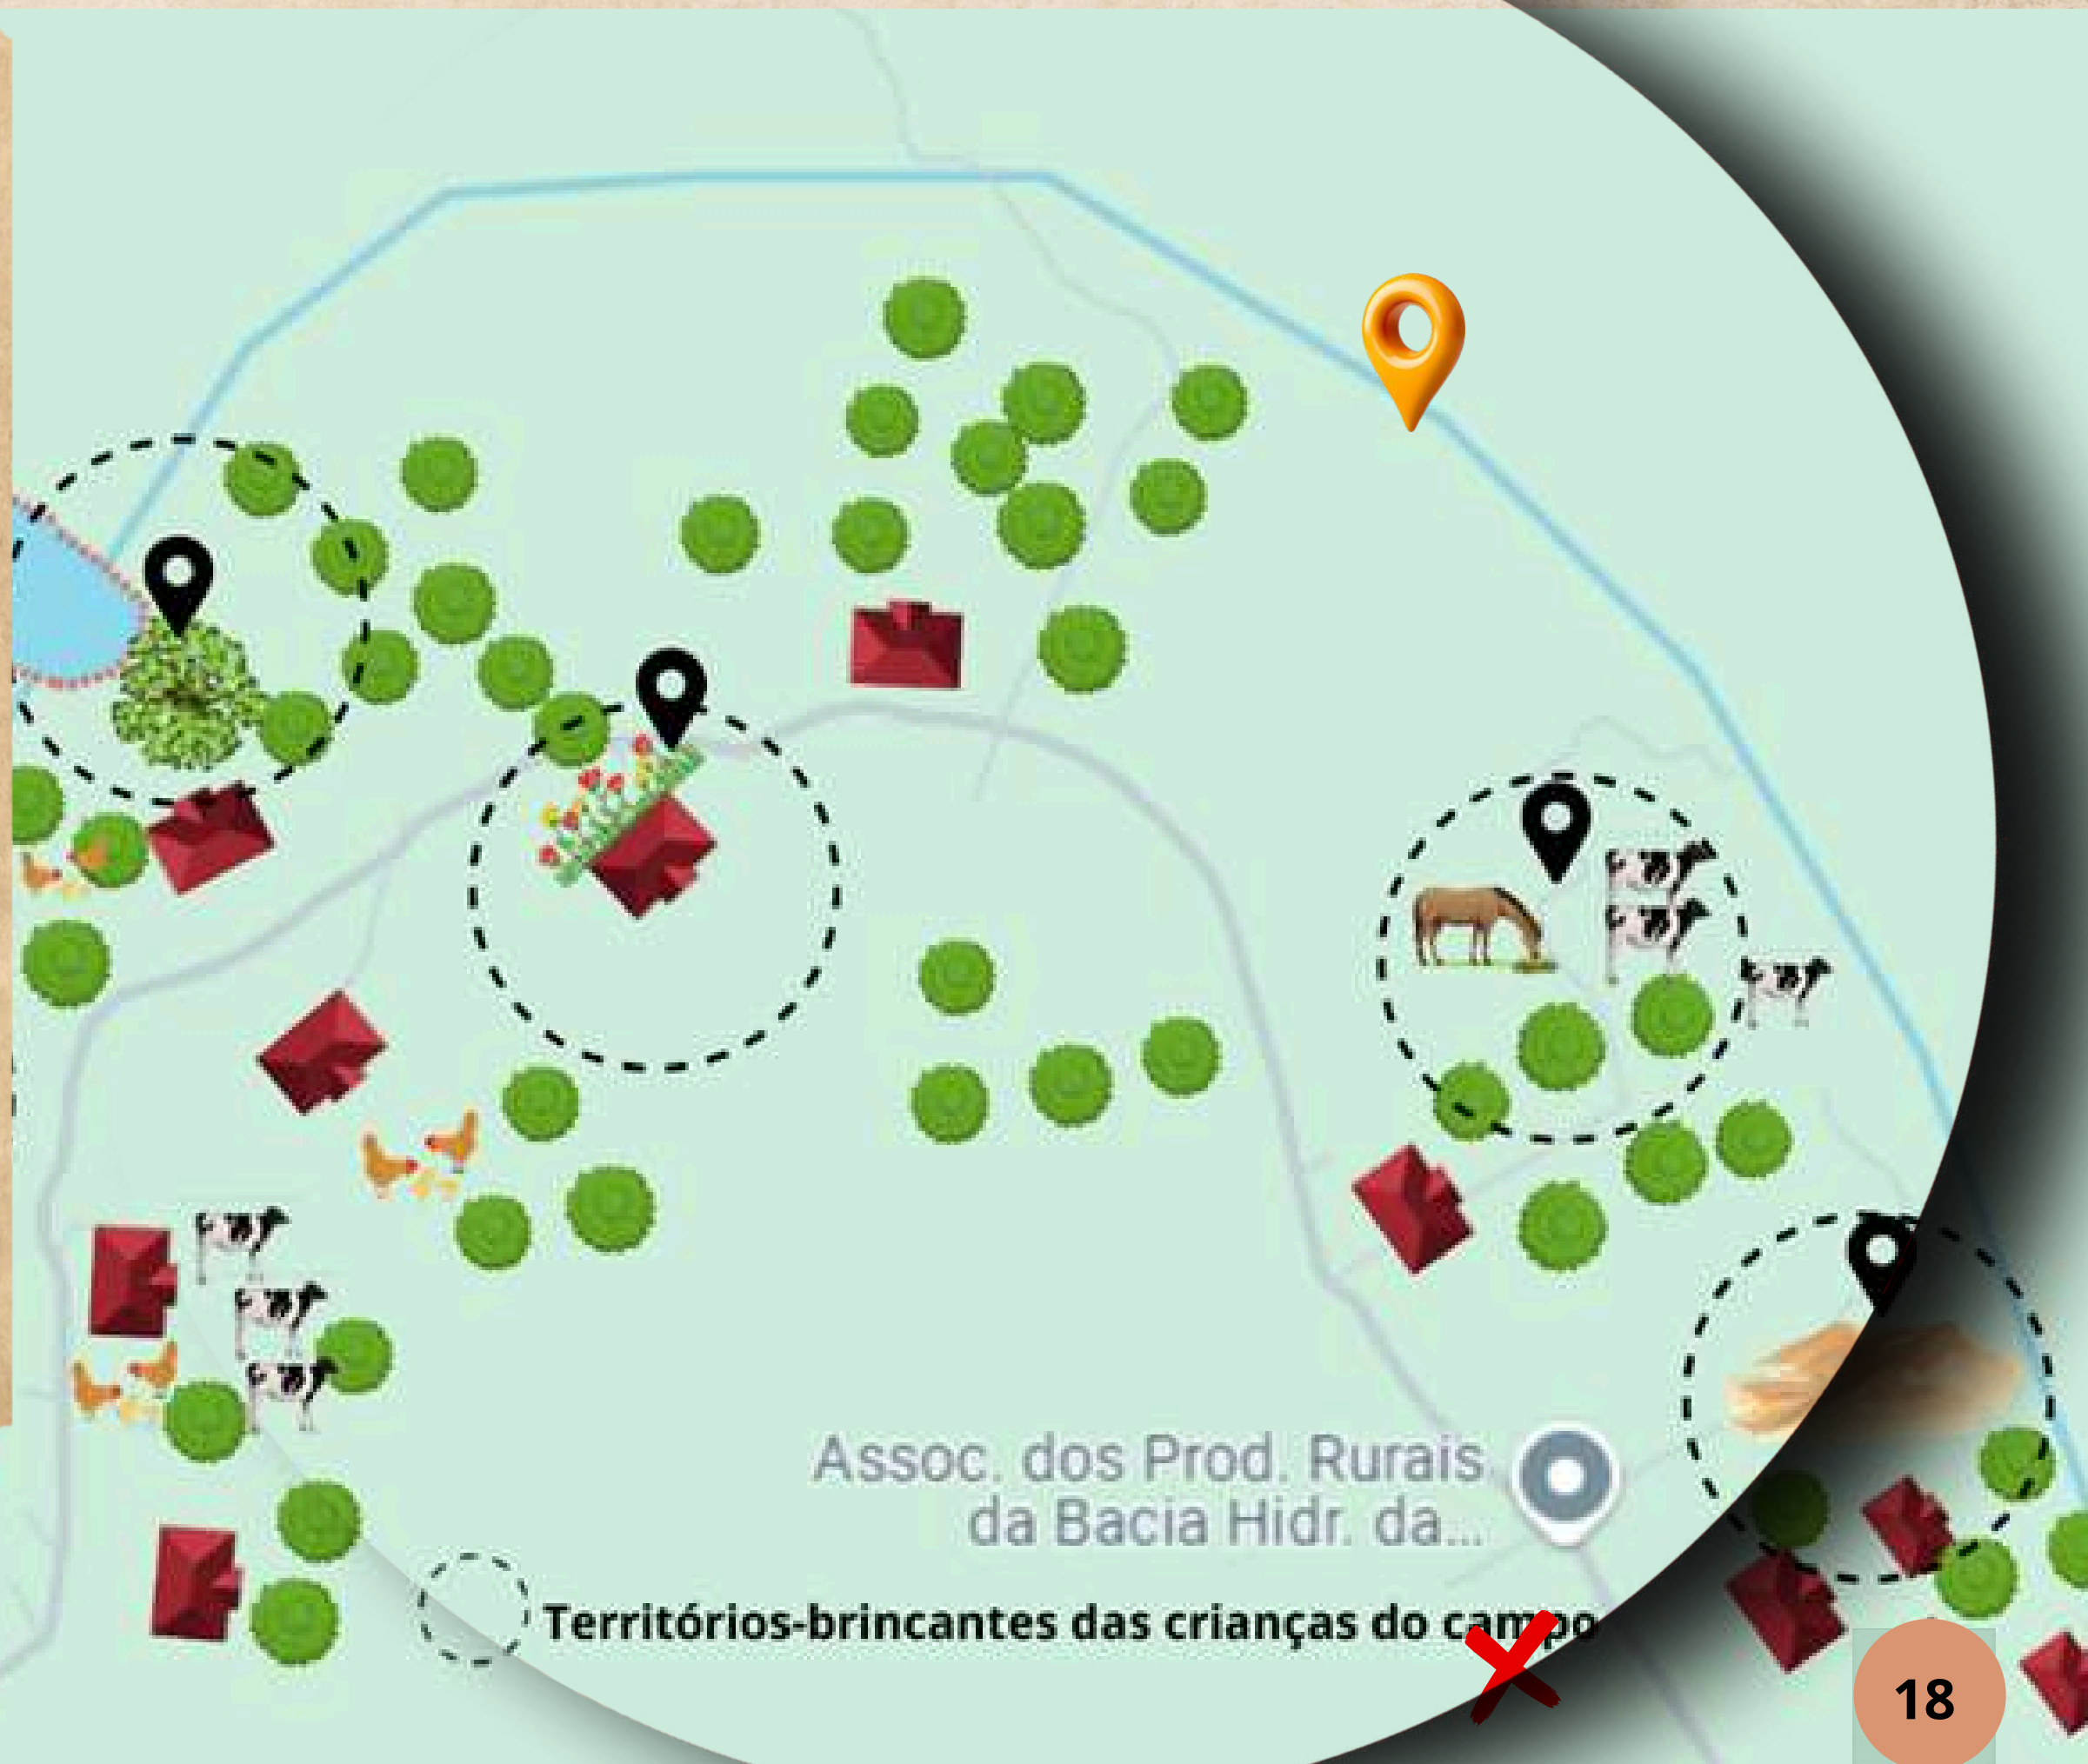 Assoc. dos Prod. Rurais
da Bacia Hidr. da...
Territórios-brincantes das crianças do campo
18